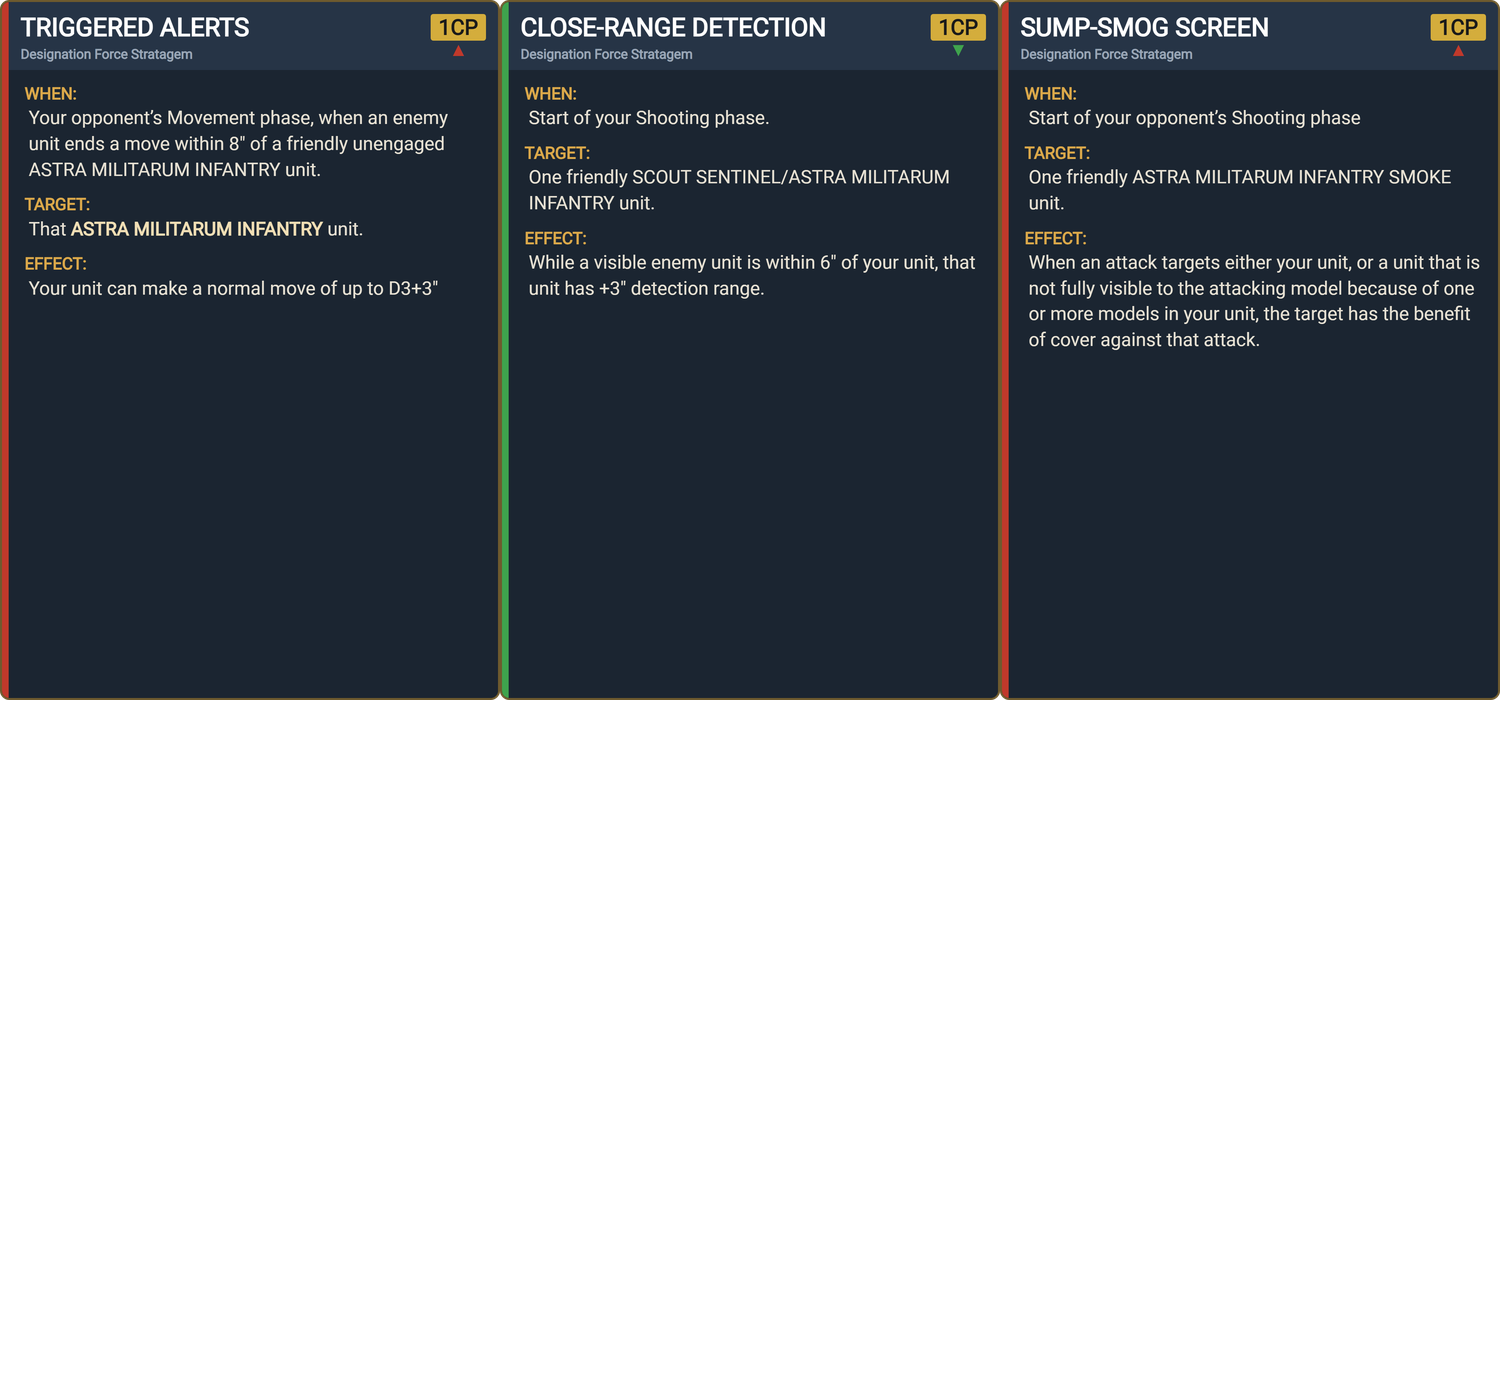 TRIGGERED ALERTS
1CP
Designation Force Stratagem
WHEN:
Your opponent’s Movement phase, when an enemy
unit ends a move within 8" of a friendly unengaged
ASTRA MILITARUM INFANTRY unit.
TARGET:
That ASTRA MILITARUM INFANTRY unit.
EFFECT:
Your unit can make a normal move of up to D3+3"
CLOSE-RANGE DETECTION
1CP
Designation Force Stratagem
WHEN:
Start of your Shooting phase.
TARGET:
One friendly SCOUT SENTINEL/ASTRA MILITARUM
INFANTRY unit.
EFFECT:
While a visible enemy unit is within 6" of your unit, that
unit has +3" detection range.
SUMP-SMOG SCREEN
1CP
Designation Force Stratagem
WHEN:
Start of your opponent’s Shooting phase
TARGET:
One friendly ASTRA MILITARUM INFANTRY SMOKE
unit.
EFFECT:
When an attack targets either your unit, or a unit that is
not fully visible to the attacking model because of one
or more models in your unit, the target has the benefit
of cover against that attack.